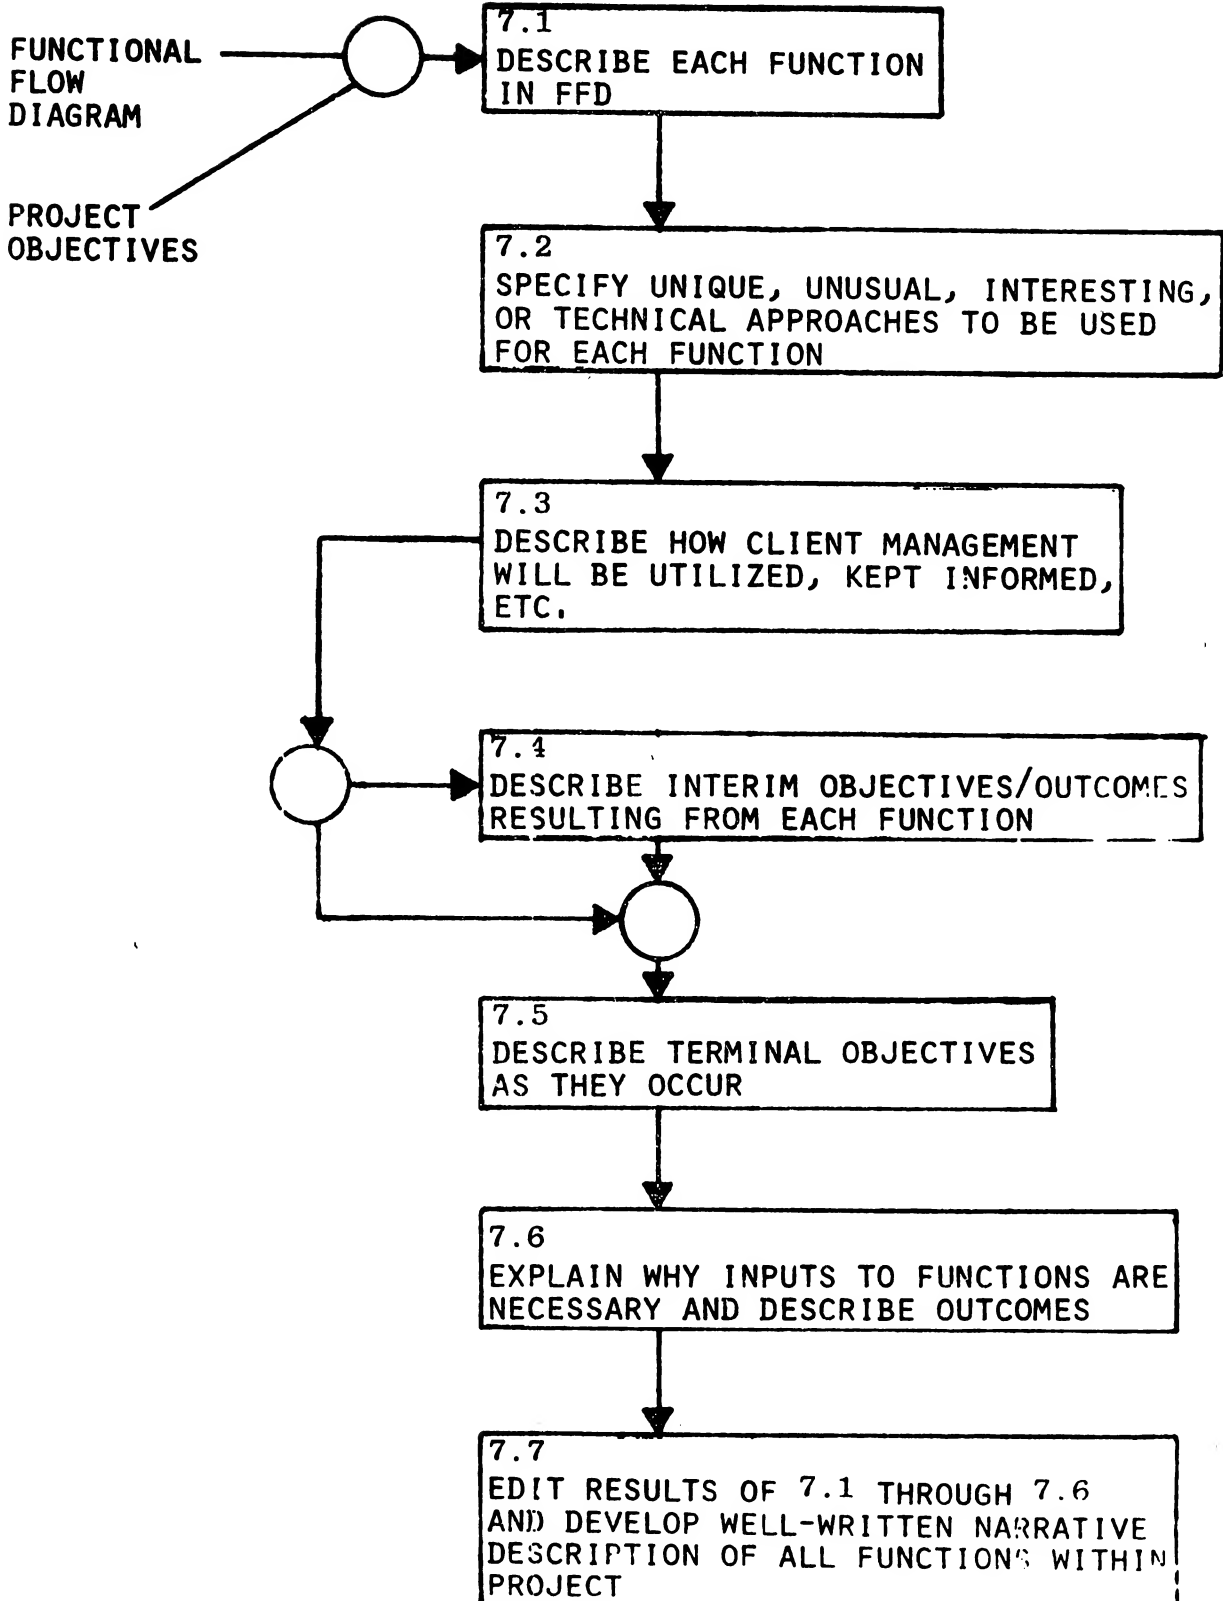 FUNCTIONAL
FLOW
DIAGRAM
PROJECT
OBJECTIVES
7.1
DESCRIBE EACH FUNCTION
IN FFD
7.2
SPECIFY UNIQUE, UNUSUAL, INTERESTING,
OR TECHNICAL APPROACHES TO BE USED
FOR EACH FUNCTION
7.3
DESCRIBE HOW CLIENT MANAGEMENT
WILL BE UTILIZED, KEPT INFORMED,
ETC.
7.4
DESCRIBE INTERIM OBJECTIVES/OUTCOMES
RESULTING FROM EACH FUNCTION
7.5
DESCRIBE TERMINAL OBJECTIVES
AS THEY OCCUR
7.6
EXPLAIN WHY INPUTS TO FUNCTIONS ARE
NECESSARY AND DESCRIBE OUTCOMES
7.7
EDIT RESULTS OF 7.1 THROUGH 7.6
AND DEVELOP WELL-WRITTEN NARRATIVE
DESCRIPTION OF ALL FUNCTIONS WITHIN
PROJECT